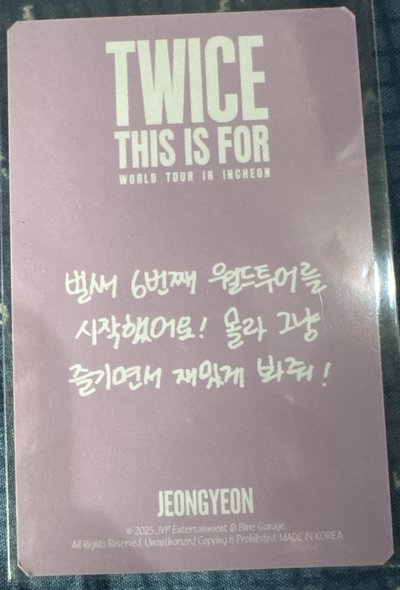 TWICE
THIS IS FOR
WORLD TOUR IN INCHEON
벌써 6번째 월드투어를
시작했어요! 몰라 그냥
즐기면서 재밌게 봐줘!
JEONGYEON
© 2025 JYP Entertainment & Blue Garage.
All Rights Reserved. Unauthorized Copying is Prohibited. MADE IN KOREA.